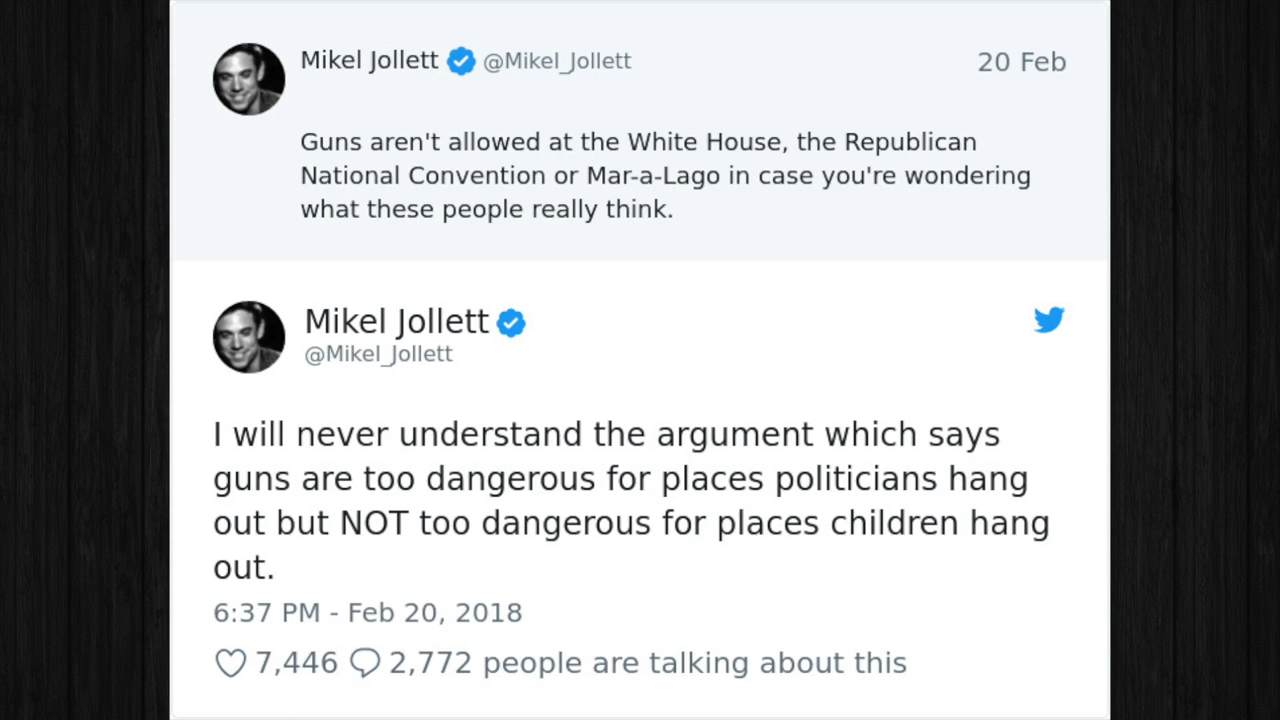 Mikel Jollett @Mikel_Jollett 20 Feb
Guns aren't allowed at the White House, the Republican
National Convention or Mar-a-Lago in case you're wondering
what these people really think.
Mikel Jollett
@Mikel_Jollett
I will never understand the argument which says
guns are too dangerous for places politicians hang
out but NOT too dangerous for places children hang
out.
6:37 PM - Feb 20, 2018
7,446 2,772 people are talking about this